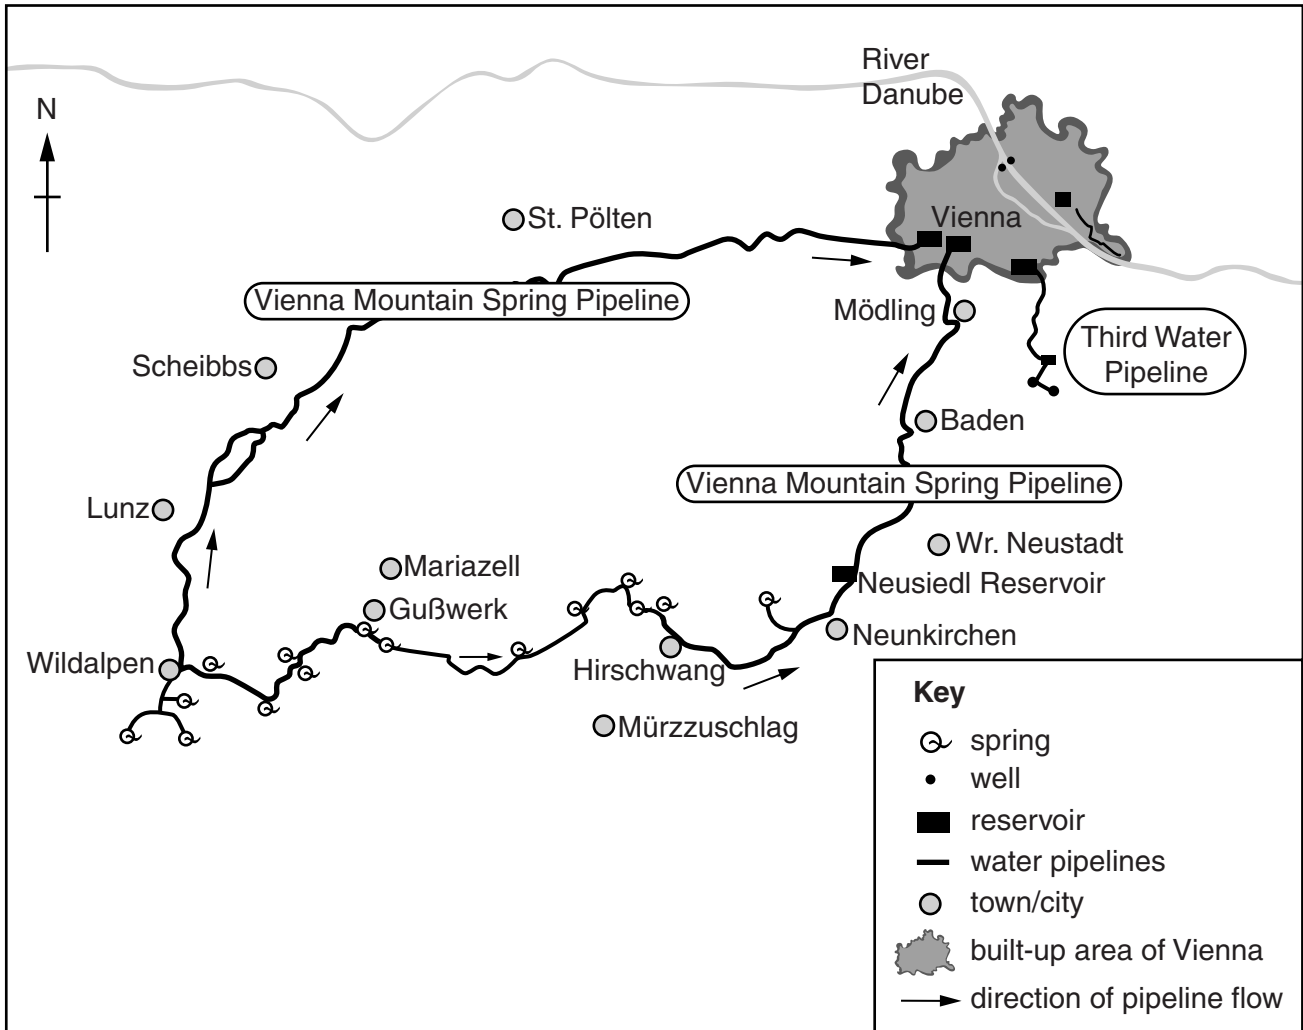 River
Danube
N
St. Pölten
Vienna
Vienna Mountain Spring Pipeline
Mödling
Third Water
Pipeline
Scheibbs
Baden
Vienna Mountain Spring Pipeline
Lunz
Wr. Neustadt
Mariazell
Neusiedl Reservoir
Gußwerk
Neunkirchen
Wildalpen
Hirschwang
Mürzzuschlag
Key
spring
well
reservoir
water pipelines
town/city
built-up area of Vienna
direction of pipeline flow